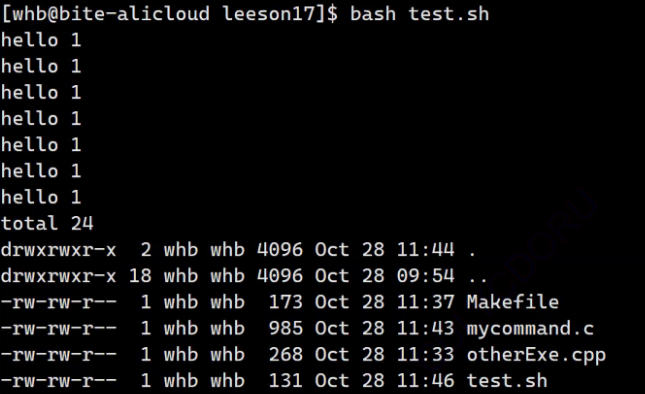 [whb@bite-alicloud leeson17]$ bash test.sh
hello 1
hello 1
hello 1
hello 1
hello 1
hello 1
hello 1
total 24
drwxrwxr-x  2 whb whb 4096 Oct 28 11:44 .
drwxrwxr-x 18 whb whb 4096 Oct 28 09:54 ..
-rw-rw-r--  1 whb whb  173 Oct 28 11:37 Makefile
-rw-rw-r--  1 whb whb  985 Oct 28 11:43 mycommand.c
-rw-rw-r--  1 whb whb  268 Oct 28 11:33 otherExe.cpp
-rw-rw-r--  1 whb whb  131 Oct 28 11:46 test.sh